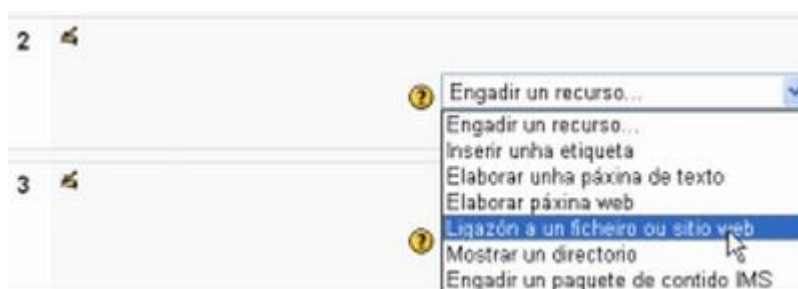 2
Engadir un recurso...
Engadir un recurso...
Inserir unha etiqueta
Elaborar unha páxina de texto
3
Elaborar páxina web
Ligazón a un ficheiro ou sitio web
Mostrar un directorio
Engadir un paquete de contido IMS